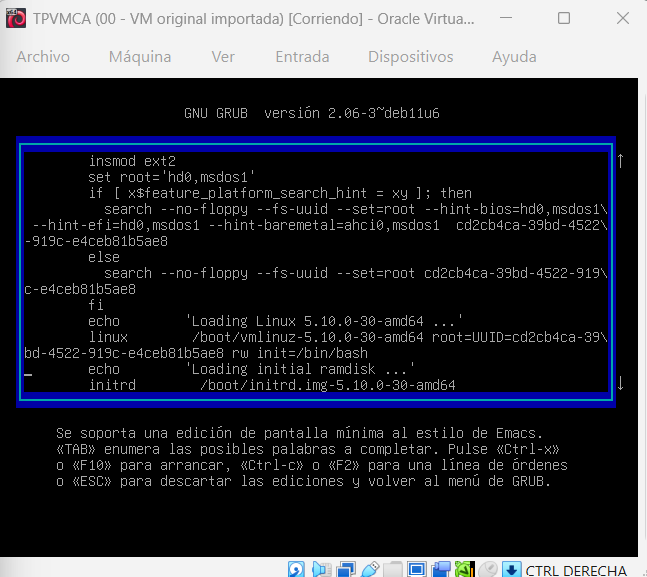 TPVMCA (00 - VM original importada) [Corriendo] - Oracle Virtua...
Archivo Máquina Ver Entrada Dispositivos Ayuda
GNU GRUB versión 2.06-3~deb11u6
insmod ext2
set root='hd0,msdos1'
if [ x$feature_platform_search_hint = xy ]; then
search --no-floppy --fs-uuid --set=root --hint-bios=hd0,msdos1\
--hint-efi=hd0,msdos1 --hint-baremetal=ahci0,msdos1 cd2cb4ca-39bd-4522\
-919c-e4ceb81b5ae8
else
search --no-floppy --fs-uuid --set=root cd2cb4ca-39bd-4522-919\
c-e4ceb81b5ae8
fi
echo 'Loading Linux 5.10.0-30-amd64 ...'
linux /boot/vmlinuz-5.10.0-30-amd64 root=UUID=cd2cb4ca-39\
bd-4522-919c-e4ceb81b5ae8 rw init=/bin/bash
echo 'Loading initial ramdisk ...'
initrd /boot/initrd.img-5.10.0-30-amd64
Se soporta una edición de pantalla mínima al estilo de Emacs.
«TAB» enumera las posibles palabras a completar. Pulse «Ctrl-x»
o «F10» para arrancar, «Ctrl-c» o «F2» para una línea de órdenes
o «ESC» para descartar las ediciones y volver al menú de GRUB.
CTRL DERECHA